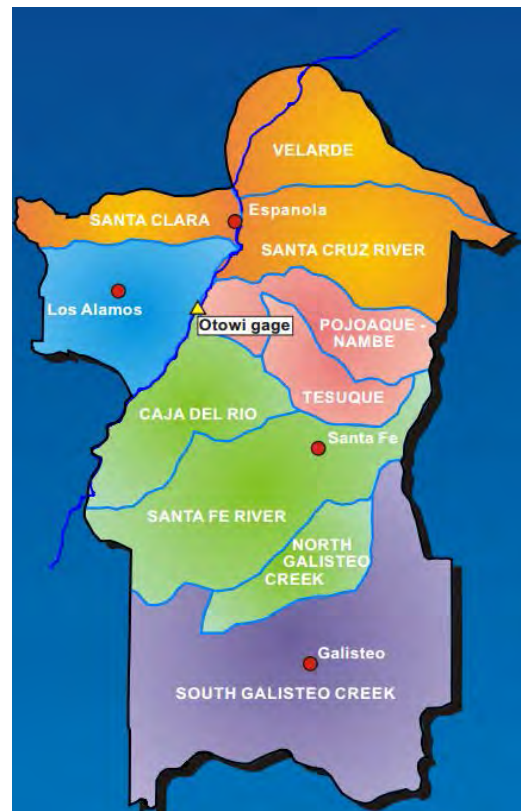 VELARDE
SANTA CLARA
Espanola
SANTA CRUZ RIVER
Los Alamos
Otowi gage
POJOAQUE -
NAMBE
TESUQUE
CAJA DEL RIO
Santa Fe
SANTA FE RIVER
NORTH
GALISTEO
CREEK
Galisteo
SOUTH GALISTEO CREEK